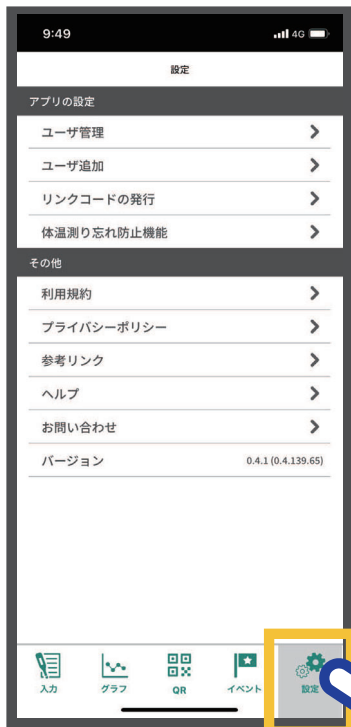 9:49
4G
設定
アプリの設定
ユーザ管理
ユーザ追加
リンクコードの発行
体温測り忘れ防止機能
その他
利用規約
プライバシーポリシー
参考リンク
ヘルプ
お問い合わせ
バージョン 0.4.1 (0.4.139.65)
入力 グラフ QR イベント 設定